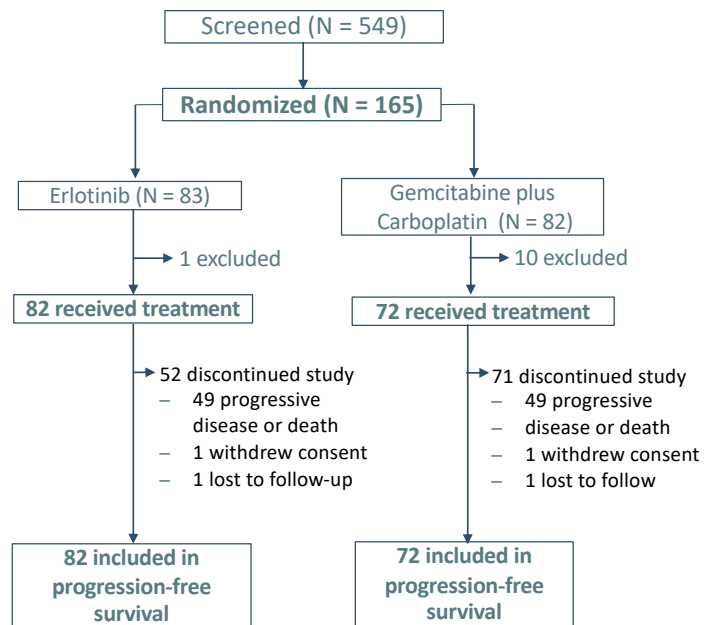 Screened (N = 549)
Randomized (N = 165)
Erlotinib (N = 83)
Gemcitabine plus
Carboplatin (N = 82)
1 excluded
10 excluded
82 received treatment
72 received treatment
52 discontinued study
– 49 progressive
disease or death
– 1 withdrew consent
– 1 lost to follow-up
71 discontinued study
– 49 progressive
– disease or death
– 1 withdrew consent
– 1 lost to follow
82 included in
progression-free
survival
72 included in
progression-free
survival